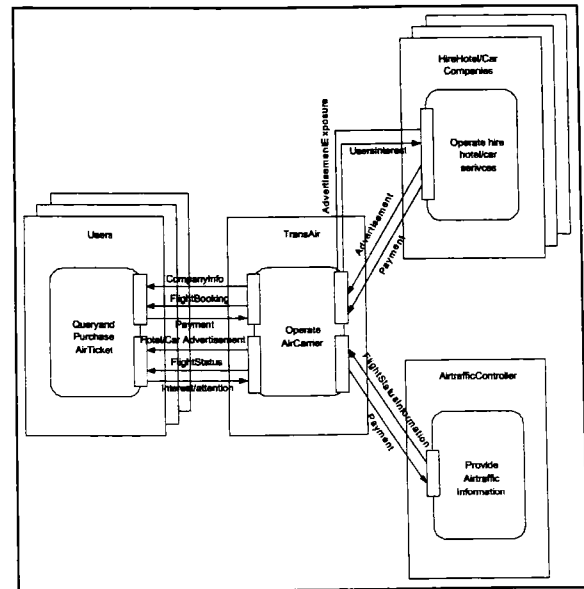 HireHotel/Car
Companies
Operate hire
hotel/car
serivces
AdvertisementExposure
UsersInterest
Advertisement
Payment
Users
TransAir
CompanyInfo
FlightBooking
Payment
Hotel/Car Advertisement
FlightStatus
Interest/attention
Queryand
Purchase
AirTicket
Operate
AirCarrier
FlightStatusInformation
Payment
AirtrafficController
Provide
Airtraffic
Information